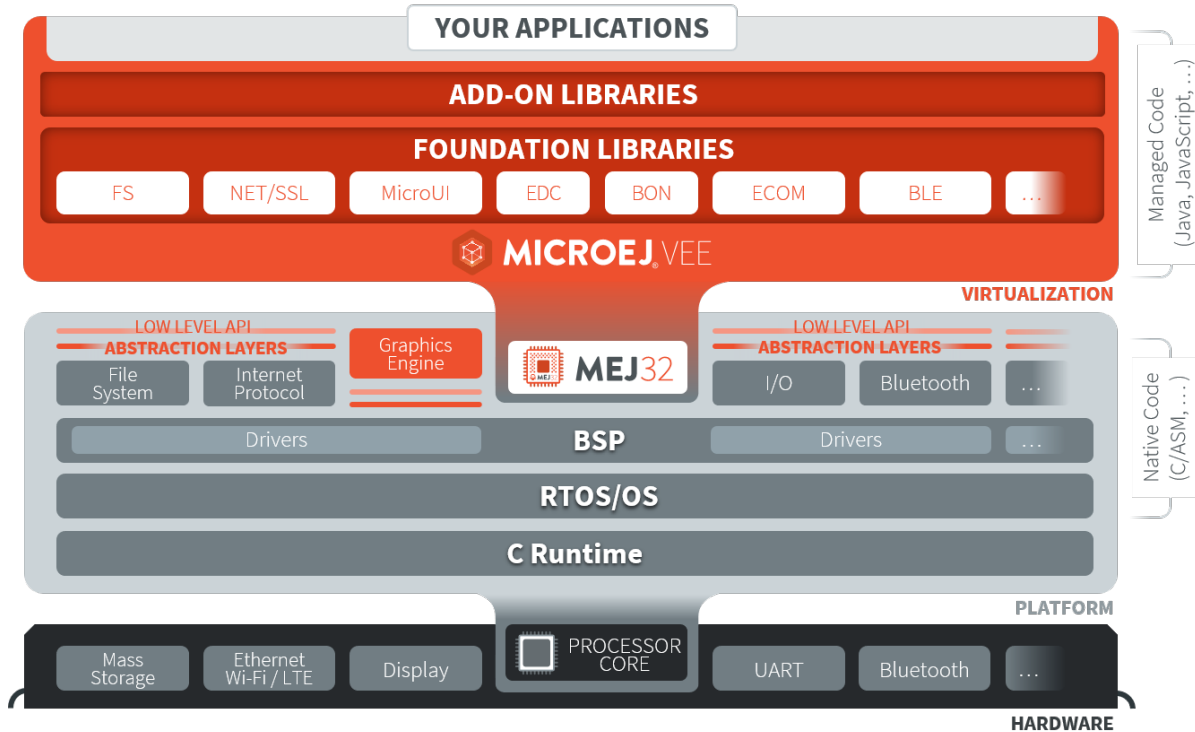 YOUR APPLICATIONS
ADD-ON LIBRARIES
FOUNDATION LIBRARIES
FS
NET/SSL
MicroUI
EDC
BON
ECOM
BLE
...
MICROEJ® VEE
Managed Code
(Java, JavaScript, ...)
VIRTUALIZATION
LOW LEVEL API
ABSTRACTION LAYERS
File
System
Internet
Protocol
Graphics
Engine
MEJ
MEJ32
LOW LEVEL API
ABSTRACTION LAYERS
I/O
Bluetooth
...
Drivers
BSP
Drivers
...
RTOS/OS
C Runtime
Native Code
(C/ASM, ...)
PLATFORM
Mass
Storage
Ethernet
Wi-Fi / LTE
Display
PROCESSOR
CORE
UART
Bluetooth
...
HARDWARE